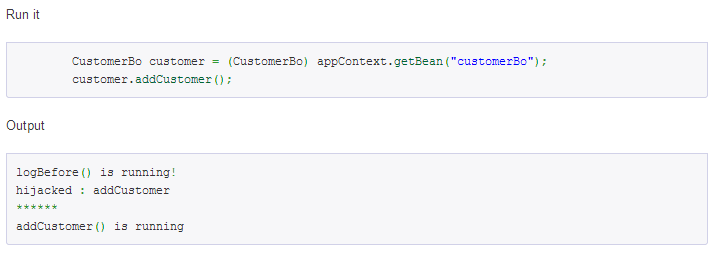 Run it
CustomerBo customer = (CustomerBo) appContext.getBean("customerBo");
customer.addCustomer();
Output
logBefore() is running!
hijacked : addCustomer
******
addCustomer() is running